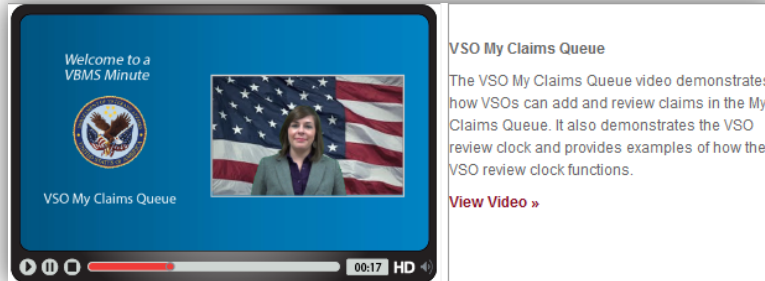 Welcome to a
VBMS Minute
VSO My Claims Queue
00:17 HD
VSO My Claims Queue
The VSO My Claims Queue video demonstrates
how VSOs can add and review claims in the My
Claims Queue. It also demonstrates the VSO
review clock and provides examples of how the
VSO review clock functions.
View Video »